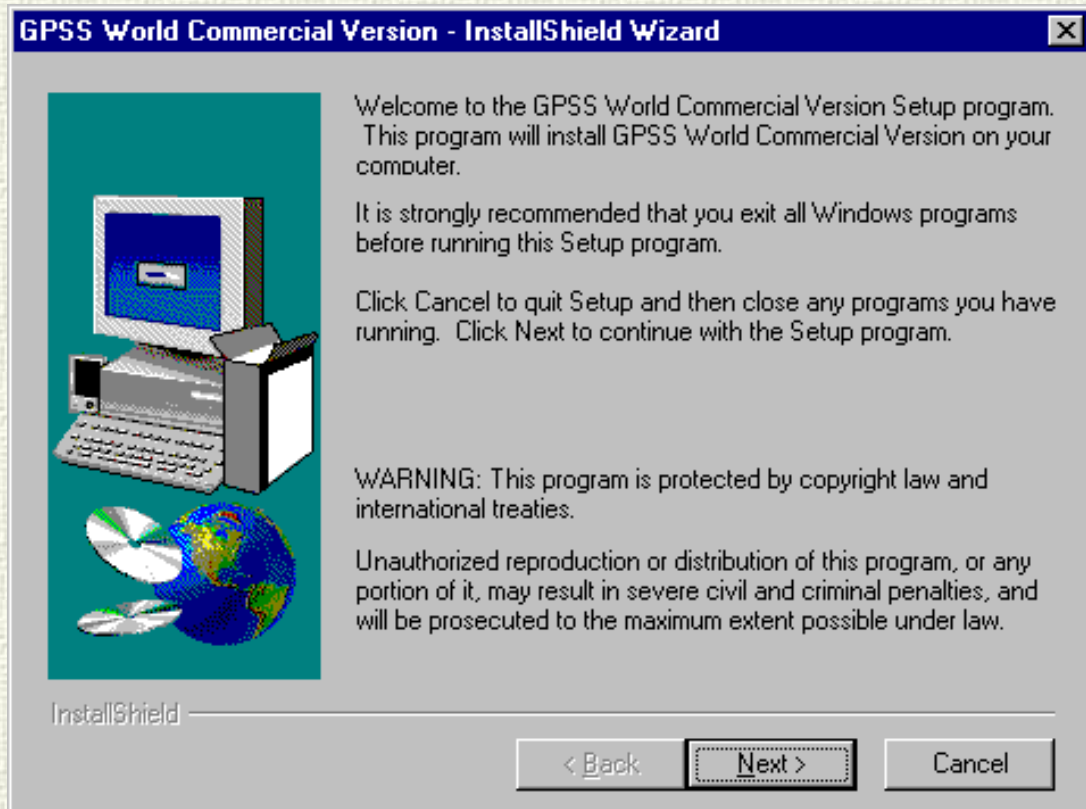 GPSS World Commercial Version - InstallShield Wizard
Welcome to the GPSS World Commercial Version Setup program.
This program will install GPSS World Commercial Version on your
computer.
It is strongly recommended that you exit all Windows programs
before running this Setup program.
Click Cancel to quit Setup and then close any programs you have
running. Click Next to continue with the Setup program.
WARNING: This program is protected by copyright law and
international treaties.
Unauthorized reproduction or distribution of this program, or any
portion of it, may result in severe civil and criminal penalties, and
will be prosecuted to the maximum extent possible under law.
InstallShield
< Back
Next >
Cancel